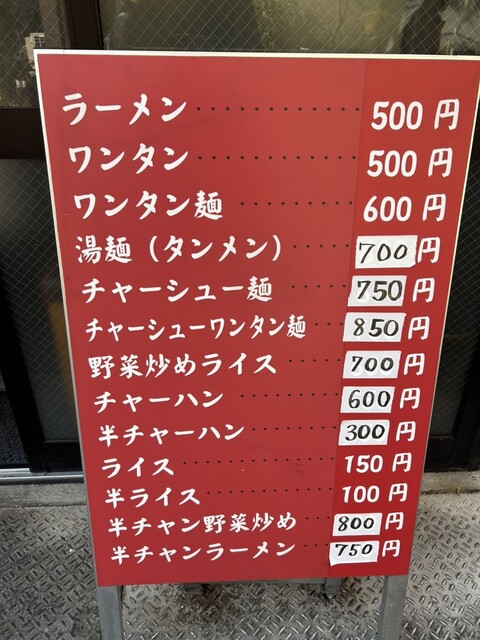 ラーメン・・・・・・・・・・・・500円
ワンタン・・・・・・・・・・・・500円
ワンタン麺・・・・・・・・・・600円
湯麺（タンメン）・・・・・700円
チャーシュー麺・・・・・・750円
チャーシューワンタン麺・・・850円
野菜炒めライス・・・・・・700円
チャーハン・・・・・・・・・・600円
半チャーハン・・・・・・・・300円
ライス・・・・・・・・・・・・・・150円
半ライス・・・・・・・・・・・・100円
半チャン野菜炒め・・・・800円
半チャンラーメン・・・・750円